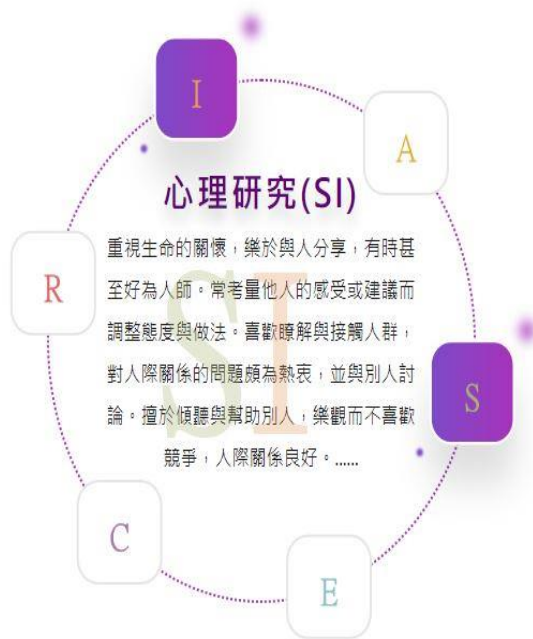 I
A
心理研究(SI)
重視生命的關懷，樂於與人分享，有時甚
至好為人師。常考量他人的感受或建議而
調整態度與做法。喜歡瞭解與接觸人群，
對人際關係的問題頗為熱衷，並與別人討
論。擅於傾聽與幫助別人，樂觀而不喜歡
競爭，人際關係良好。......
SI
R
S
C
E